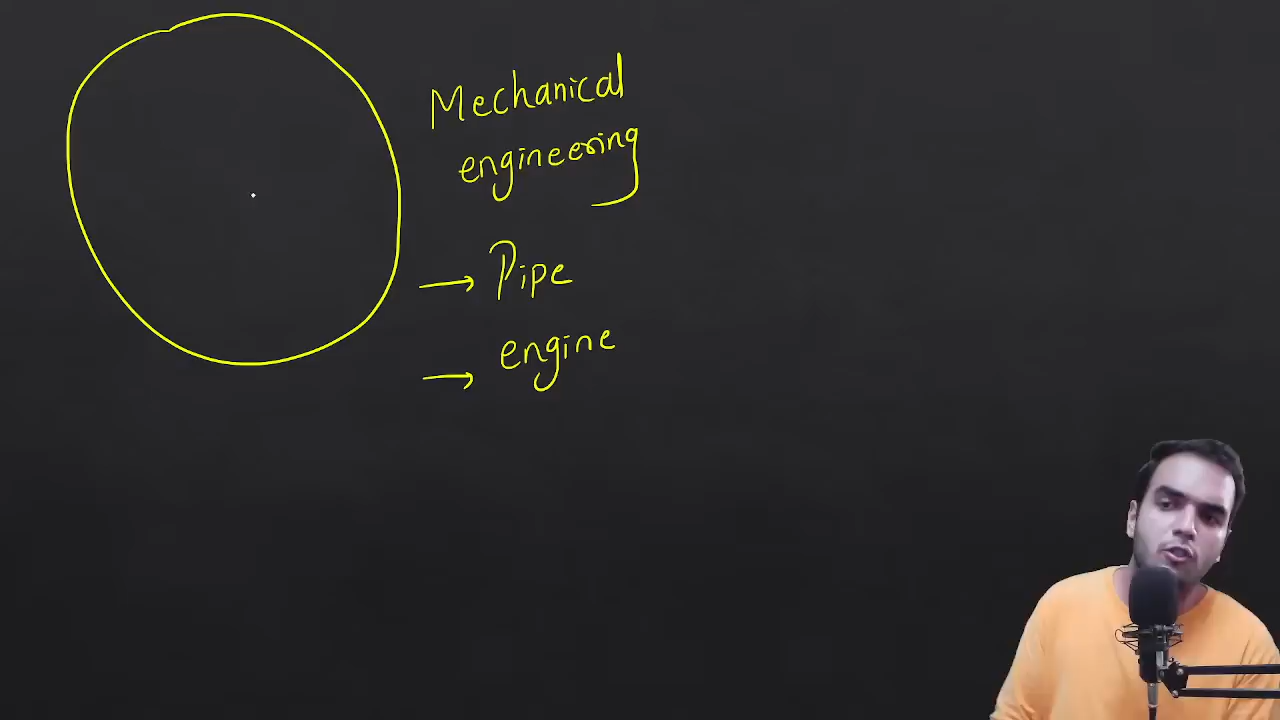 Mechanical
engineering
→ Pipe
→ engine